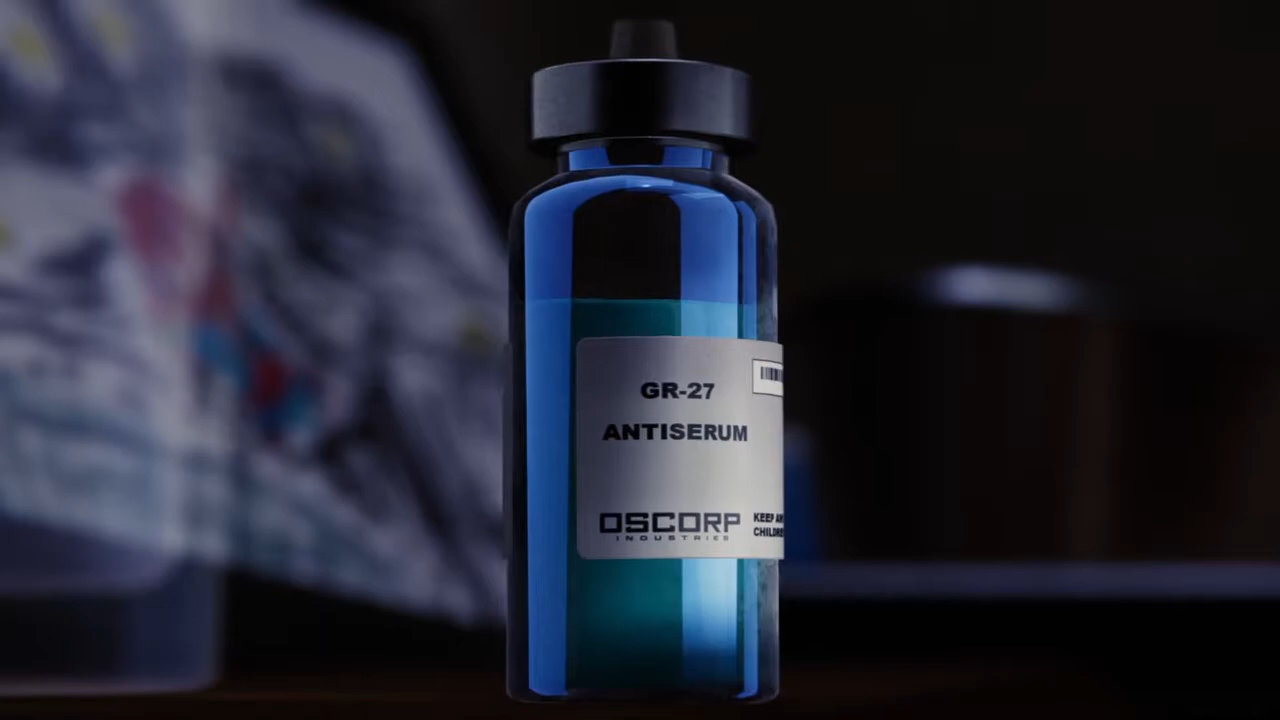 GR-27
ANTISERUM
OSCORP
INDUSTRIES
KEEP